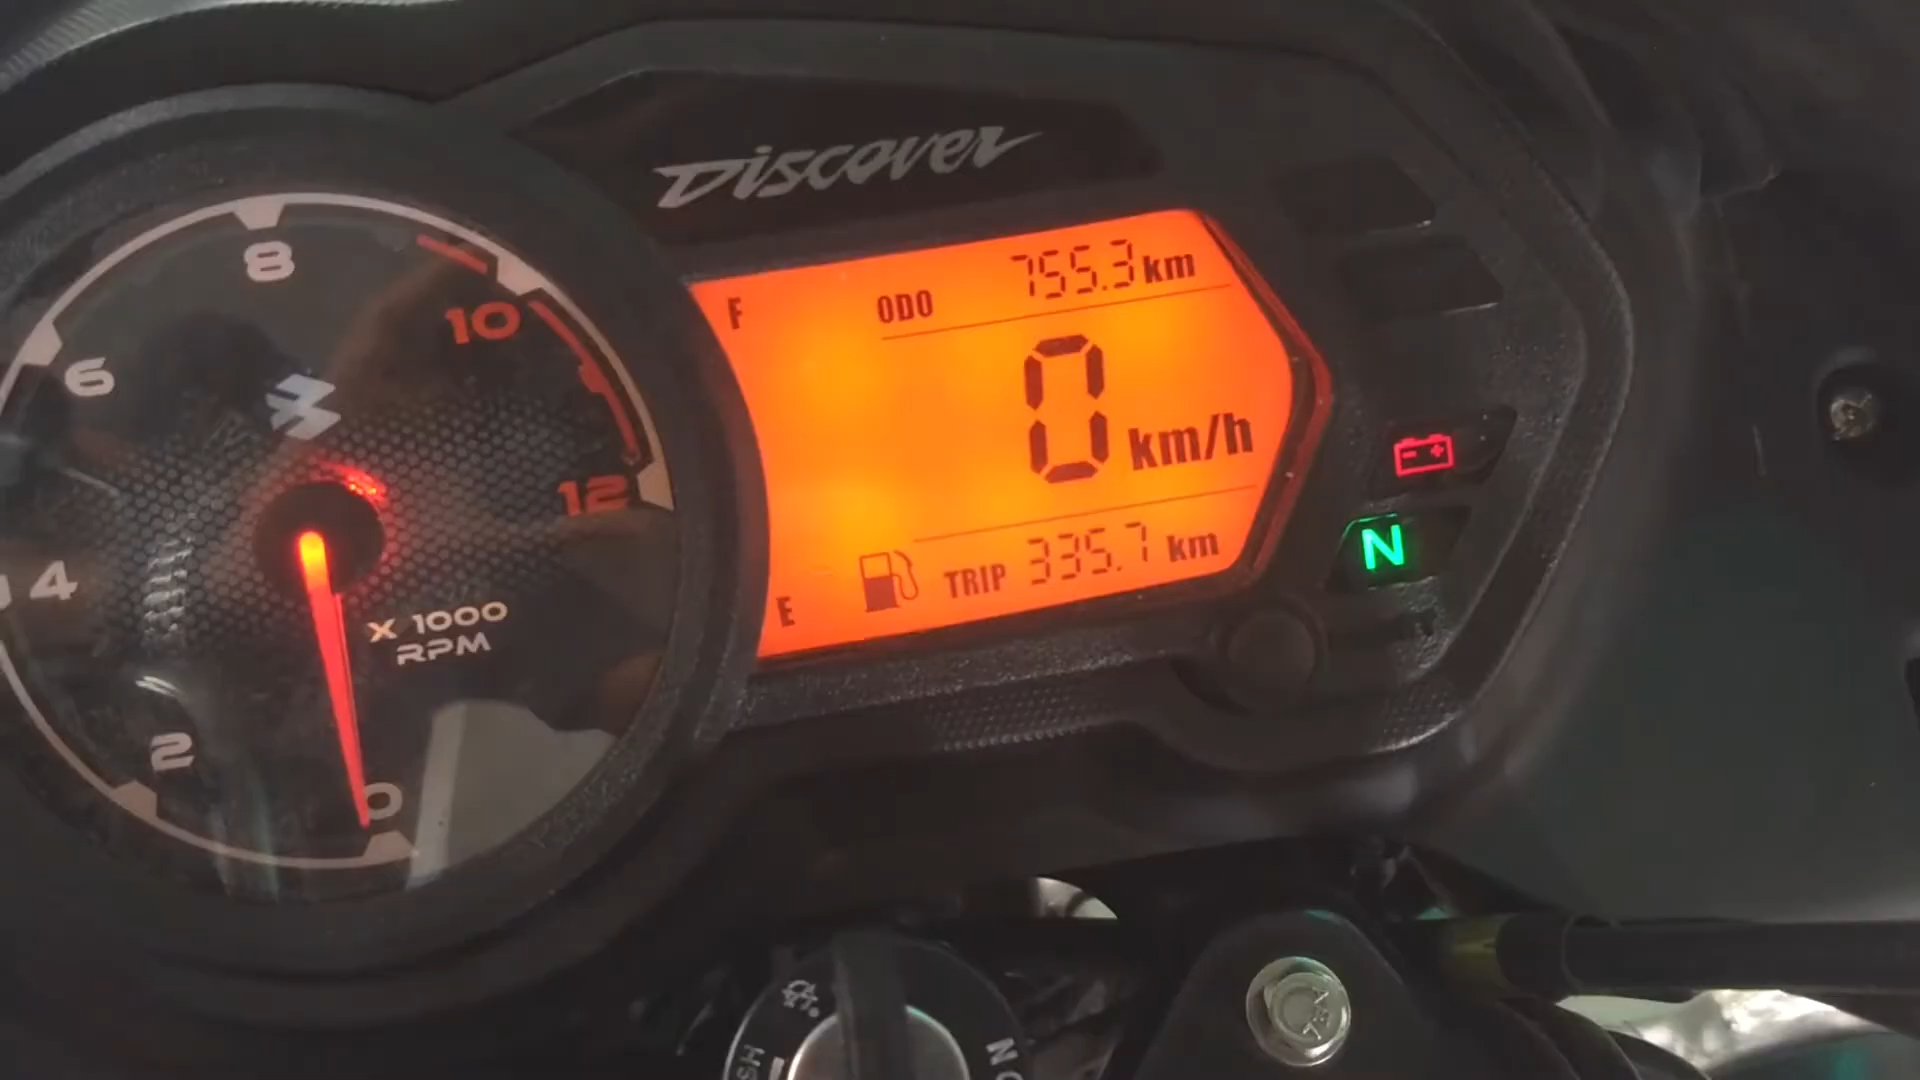 Discover
8
10
6
12
4
X 1000
RPM
2
0
F
ODO 755.3 km
0 km/h
E
TRIP 335.7 km
N